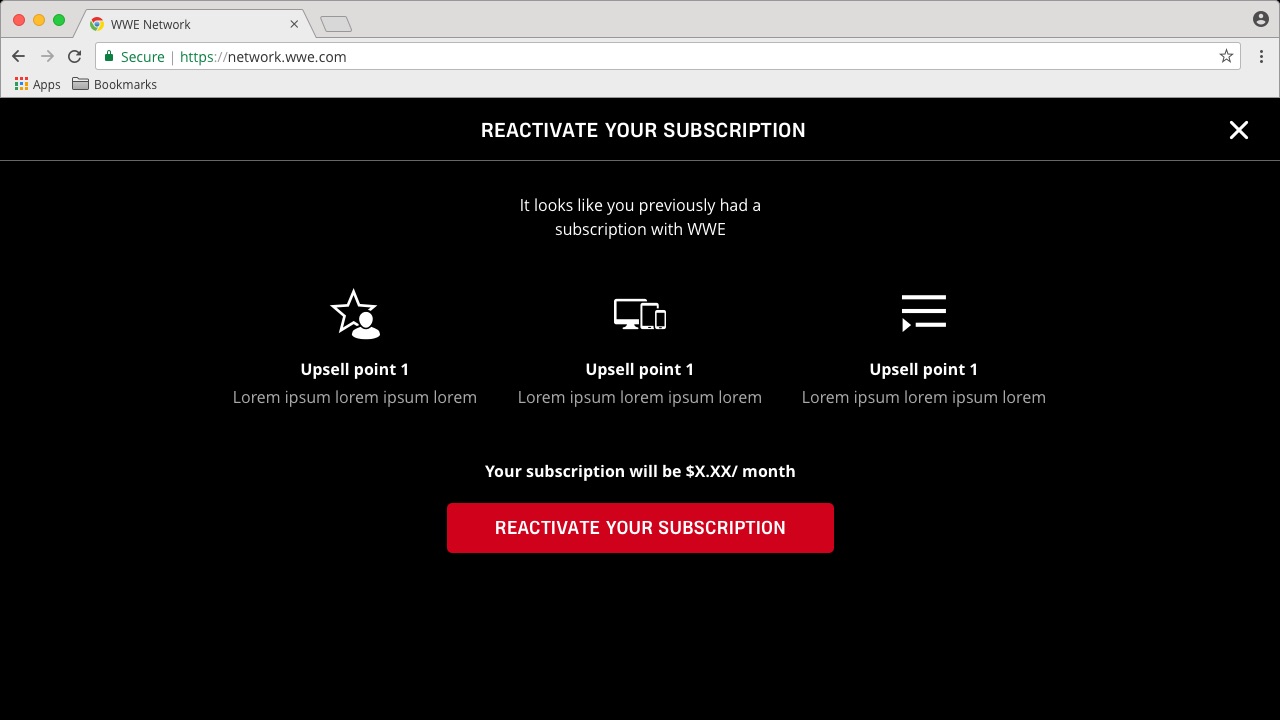 WWE Network
Secure | https://network.wwe.com
Apps Bookmarks
REACTIVATE YOUR SUBSCRIPTION
It looks like you previously had a
subscription with WWE
Upsell point 1 Upsell point 1 Upsell point 1
Lorem ipsum lorem ipsum lorem Lorem ipsum lorem ipsum lorem Lorem ipsum lorem ipsum lorem
Your subscription will be $X.XX/ month
REACTIVATE YOUR SUBSCRIPTION